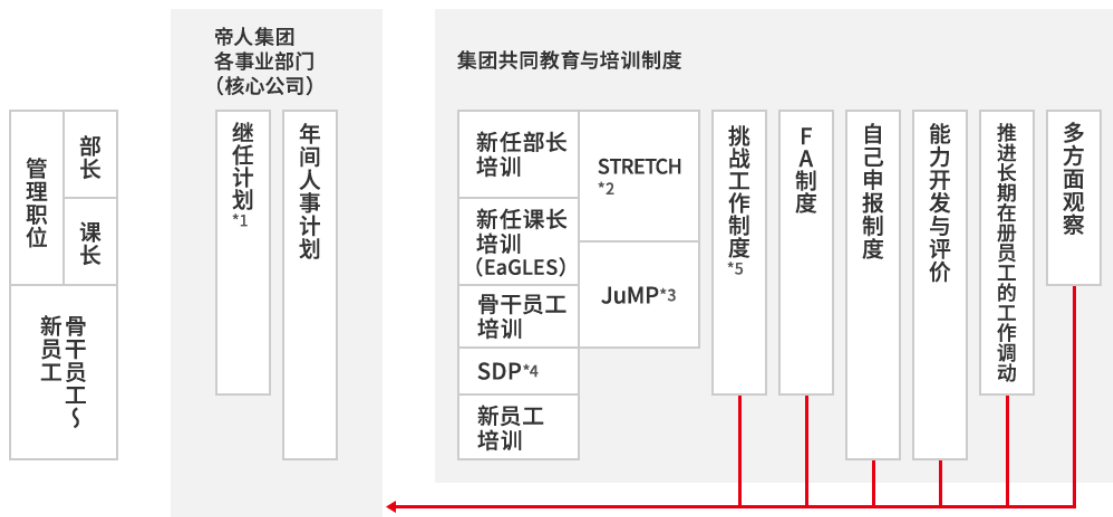 帝人集团
各事业部门
（核心公司）
集团共同教育与培训制度
管理职位
部长
课长
骨干员工～
新员工
继任计划
*1
年间人事计划
新任部长
培训
新任课长
培训
（EaGLES）
骨干员工
培训
SDP*4
新员工
培训
STRETCH
*2
JuMP*3
挑战工作制度
*5
FA制度
自己申报制度
能力开发与评价
推进长期在册员工的工作调动
多方面观察